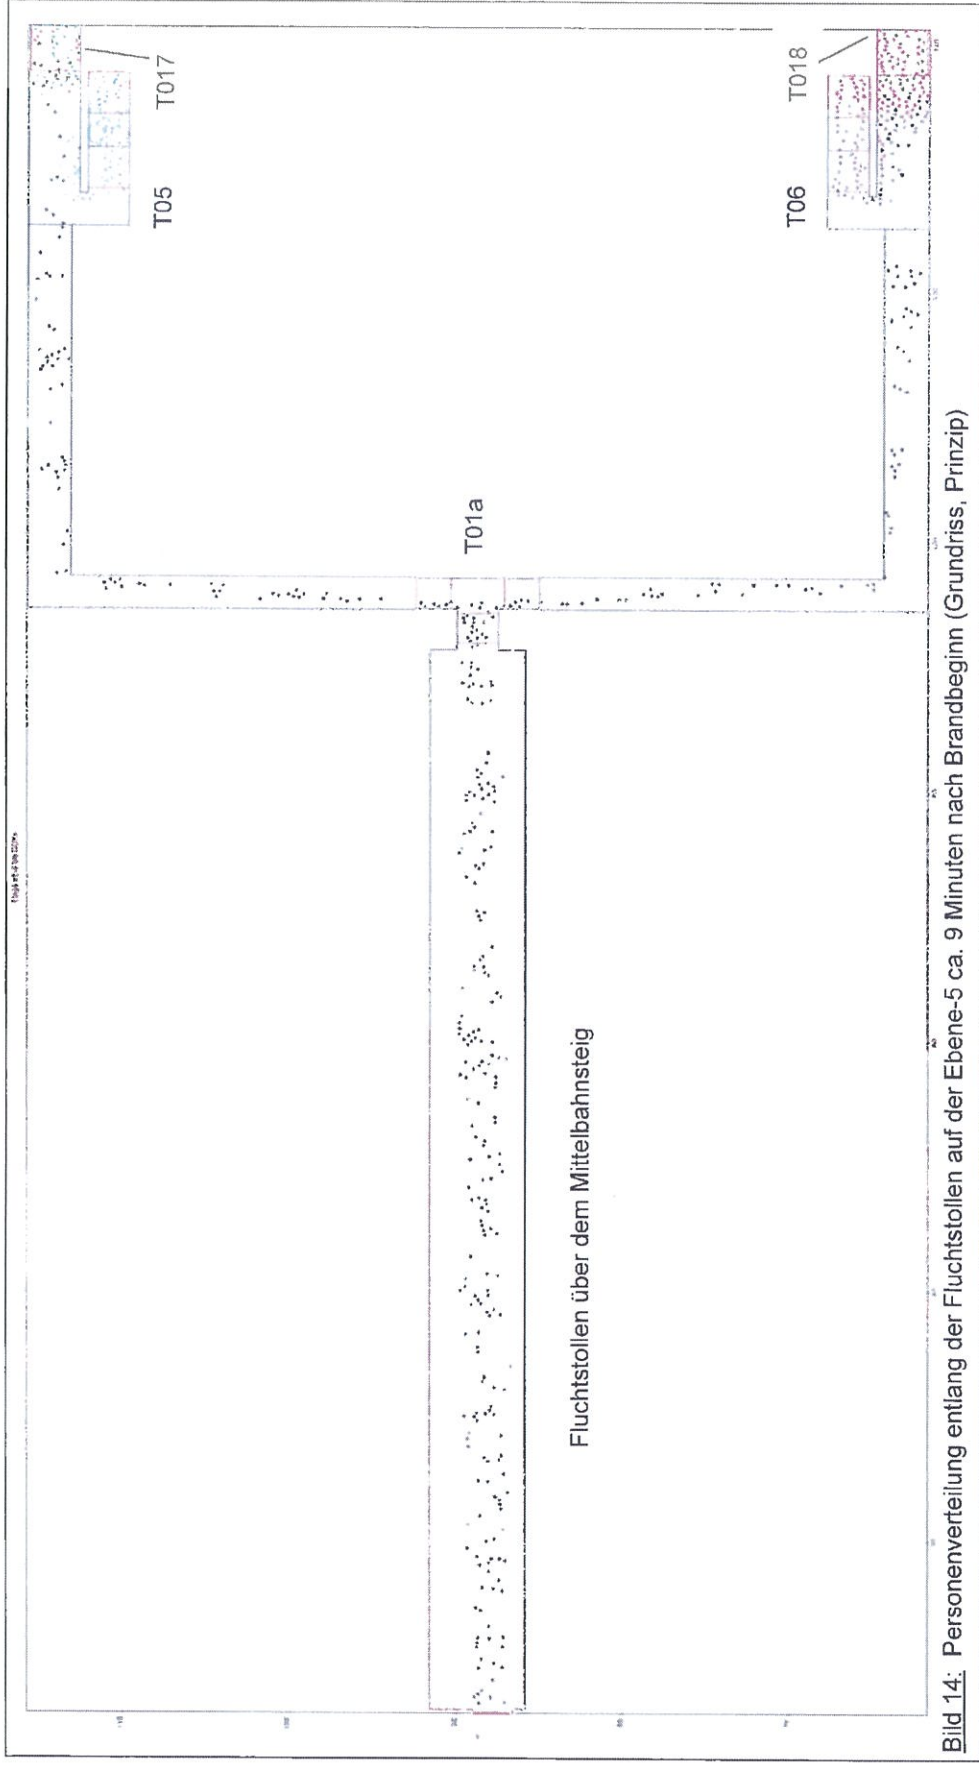 T017
T018
T05
T06
T01a
Fluchtstollen über dem Mittelbahnsteig
Bild 14: Personenverteilung entlang der Fluchtstollen auf der Ebene-5 ca. 9 Minuten nach Brandbeginn (Grundriss, Prinzip)